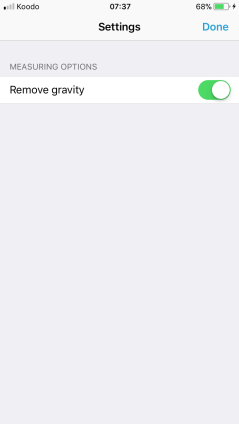 Koodo 07:37 68%
Settings Done
MEASURING OPTIONS
Remove gravity